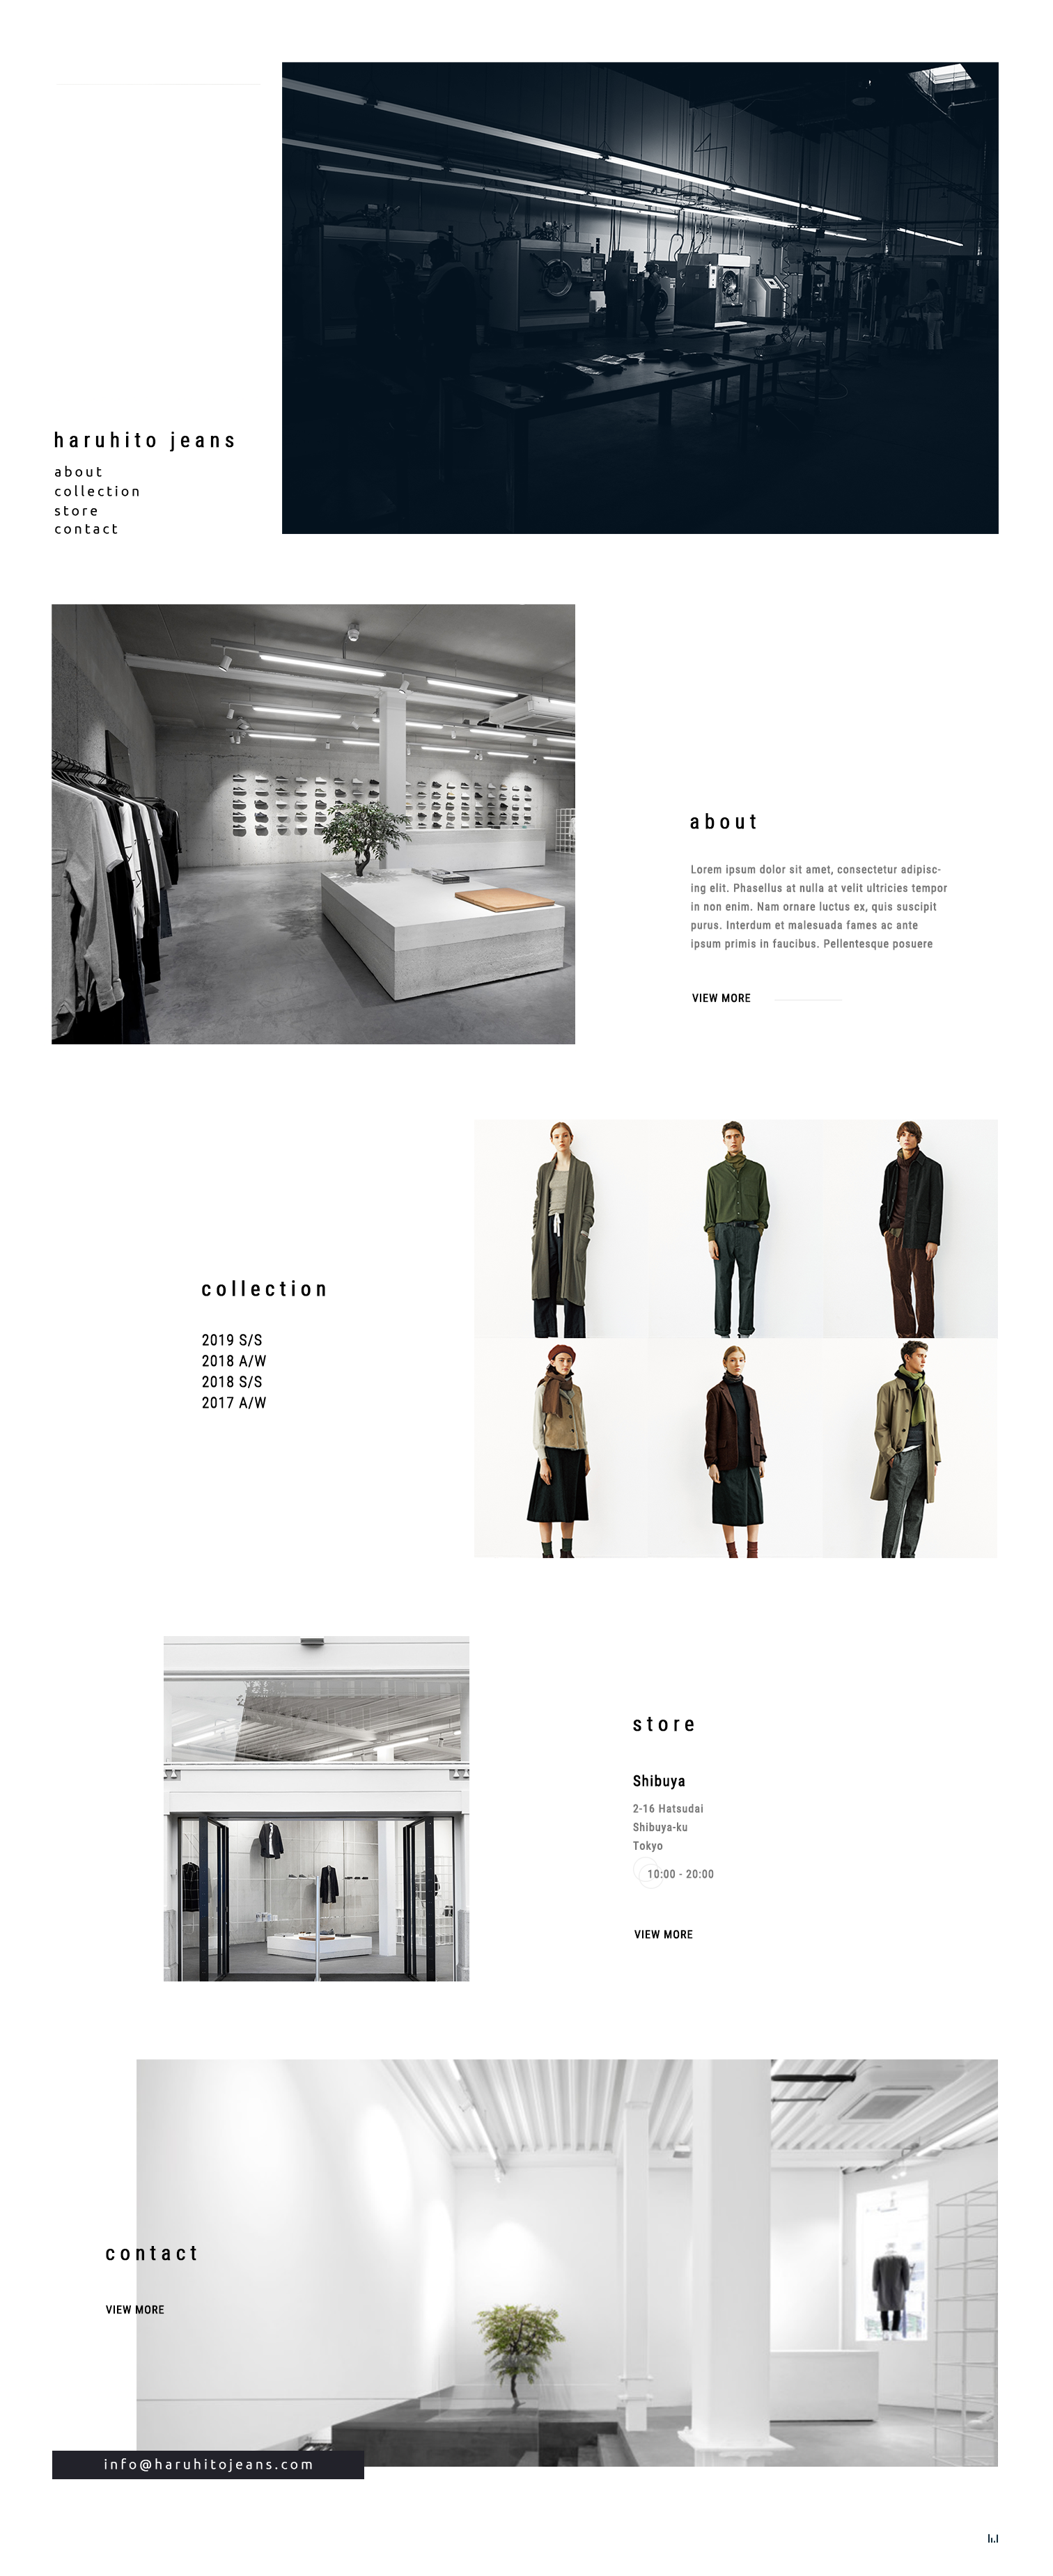 haruhito jeans
about
collection
store
contact
about
Lorem ipsum dolor sit amet, consectetur adipisc-
ing elit. Phasellus at nulla at velit ultricies tempor
in non enim. Nam ornare luctus ex, quis suscipit
purus. Interdum et malesuada fames ac ante
ipsum primis in faucibus. Pellentesque posuere
VIEW MORE
collection
2019 S/S
2018 A/W
2018 S/S
2017 A/W
store
Shibuya
2-16 Hatsudai
Shibuya-ku
Tokyo
10:00 - 20:00
VIEW MORE
contact
VIEW MORE
info@haruhitojeans.com